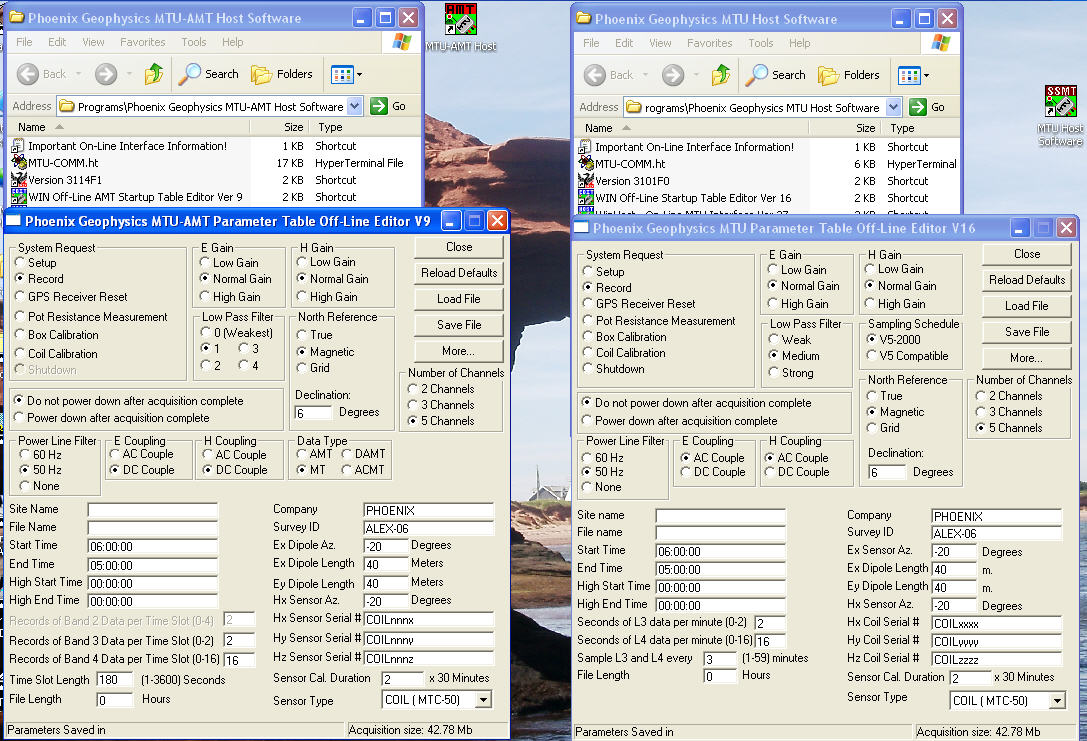 Phoenix Geophysics MTU-AMT Host Software
File Edit View Favorites Tools Help
Back Search Folders
Address Programs\Phoenix Geophysics MTU-AMT Host Software Go
Name Size Type
Important On-Line Interface Information! 1 KB Shortcut
MTU-COMM.ht 17 KB HyperTerminal File
Version 3114F1 2 KB Shortcut
WIN Off-Line AMT Startup Table Editor Ver 9 2 KB Shortcut
AMT
MTU-AMT Host
Phoenix Geophysics MTU Host Software
File Edit View Favorites Tools Help
Back Search Folders
Address rograms\Phoenix Geophysics MTU Host Software Go
Name Size Type
Important On-Line Interface Information! 1 KB Shortcut
MTU-COMM.ht 6 KB HyperTerminal
Version 3101F0 2 KB Shortcut
WIN Off-Line MTU Startup Table Editor Ver 16 2 KB Shortcut
WinHost - On-Line MTU Interface Ver 27 2 KB Shortcut
SSMT
MTU Host
Software
Phoenix Geophysics MTU-AMT Parameter Table Off-Line Editor V9
System Request
Setup
Record
GPS Receiver Reset
Pot Resistance Measurement
Box Calibration
Coil Calibration
Shutdown
E Gain
Low Gain
Normal Gain
High Gain
H Gain
Low Gain
Normal Gain
High Gain
Close
Reload Defaults
Load File
Save File
More...
Low Pass Filter
0 (Weakest)
1 3
2 4
North Reference
True
Magnetic
Grid
Declination:
6 Degrees
Number of Channels
2 Channels
3 Channels
5 Channels
Do not power down after acquisition complete
Power down after acquisition complete
Power Line Filter
60 Hz
50 Hz
None
E Coupling
AC Couple
DC Couple
H Coupling
AC Couple
DC Couple
Data Type
AMT DAMT
MT ACMT
Site Name
File Name
Start Time 06:00:00
End Time 05:00:00
High Start Time 00:00:00
High End Time 00:00:00
Records of Band 2 Data per Time Slot (0-4) 2
Records of Band 3 Data per Time Slot (0-2) 2
Records of Band 4 Data per Time Slot (0-16) 16
Time Slot Length 180 (1-3600) Seconds
File Length 0 Hours
Company PHOENIX
Survey ID ALEX-06
Ex Dipole Az. -20 Degrees
Ex Dipole Length 40 Meters
Ey Dipole Length 40 Meters
Hx Sensor Az. -20 Degrees
Hx Sensor Serial # COILnnnx
Hy Sensor Serial # COILnnny
Hz Sensor Serial # COILnnnz
Sensor Cal. Duration 2 x 30 Minutes
Sensor Type COIL ( MTC-50)
Parameters Saved in Acquisition size: 42.78 Mb
Phoenix Geophysics MTU Parameter Table Off-Line Editor V16
System Request
Setup
Record
GPS Receiver Reset
Pot Resistance Measurement
Box Calibration
Coil Calibration
Shutdown
E Gain
Low Gain
Normal Gain
High Gain
H Gain
Low Gain
Normal Gain
High Gain
Close
Reload Defaults
Load File
Save File
More...
Low Pass Filter
Weak
Medium
Strong
Sampling Schedule
V5-2000
V5 Compatible
North Reference
True
Magnetic
Grid
Declination:
6 Degrees
Number of Channels
2 Channels
3 Channels
5 Channels
Do not power down after acquisition complete
Power down after acquisition complete
Power Line Filter
60 Hz
50 Hz
None
E Coupling
AC Couple
DC Couple
H Coupling
AC Couple
DC Couple
Site name
File name
Start Time 06:00:00
End Time 05:00:00
High Start Time 00:00:00
High End Time 00:00:00
Seconds of L3 data per minute (0-2) 2
Seconds of L4 data per minute (0-16) 16
Sample L3 and L4 every 3 (1-59) minutes
File Length 0 Hours
Company PHOENIX
Survey ID ALEX-06
Ex Sensor Az. -20 Degrees
Ex Dipole Length 40 m.
Ey Dipole Length 40 m.
Hx Sensor Az. -20 Degrees
Hx Coil Serial # COILxxxx
Hy Coil Serial # COILyyyy
Hz Coil Serial # COILzzzz
Sensor Cal. Duration 2 x 30 Minutes
Sensor Type COIL ( MTC-50)
Parameters Saved in Acquisition size: 42.78 Mb